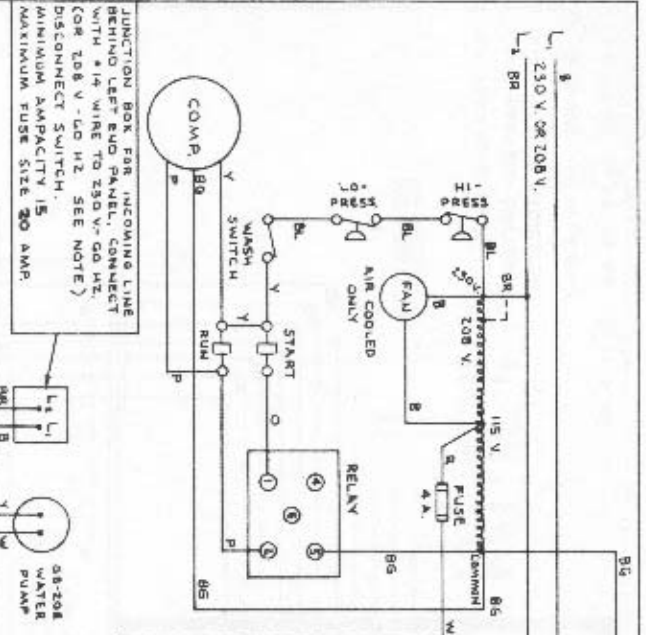 L1
L2
B
BR
230 V. OR 208 V.
BG
BR
230 V.
208 V.
115 V.
COMMON
BG
HI-
PRESS
BL
BL
LO-
PRESS
BL
WASH
SWITCH
FAN
AIR COOLED
ONLY
B
B
R
FUSE
4 A.
W
COMP.
Y
P
Y
Y
START
RUN
P
O
RELAY
1
4
2
5
P
BG
BG
JUNCTION BOX FOR INCOMING LINE
BEHIND LEFT END PANEL, CONNECT
WITH #14 WIRE TO 230 V-60 HZ.
(OR 208 V-60 HZ SEE NOTE)
DISCONNECT SWITCH.
MINIMUM AMPACITY 15
MAXIMUM FUSE SIZE 20 AMP.
L2 L1
BR
B
Y
W
WATER
PUMP